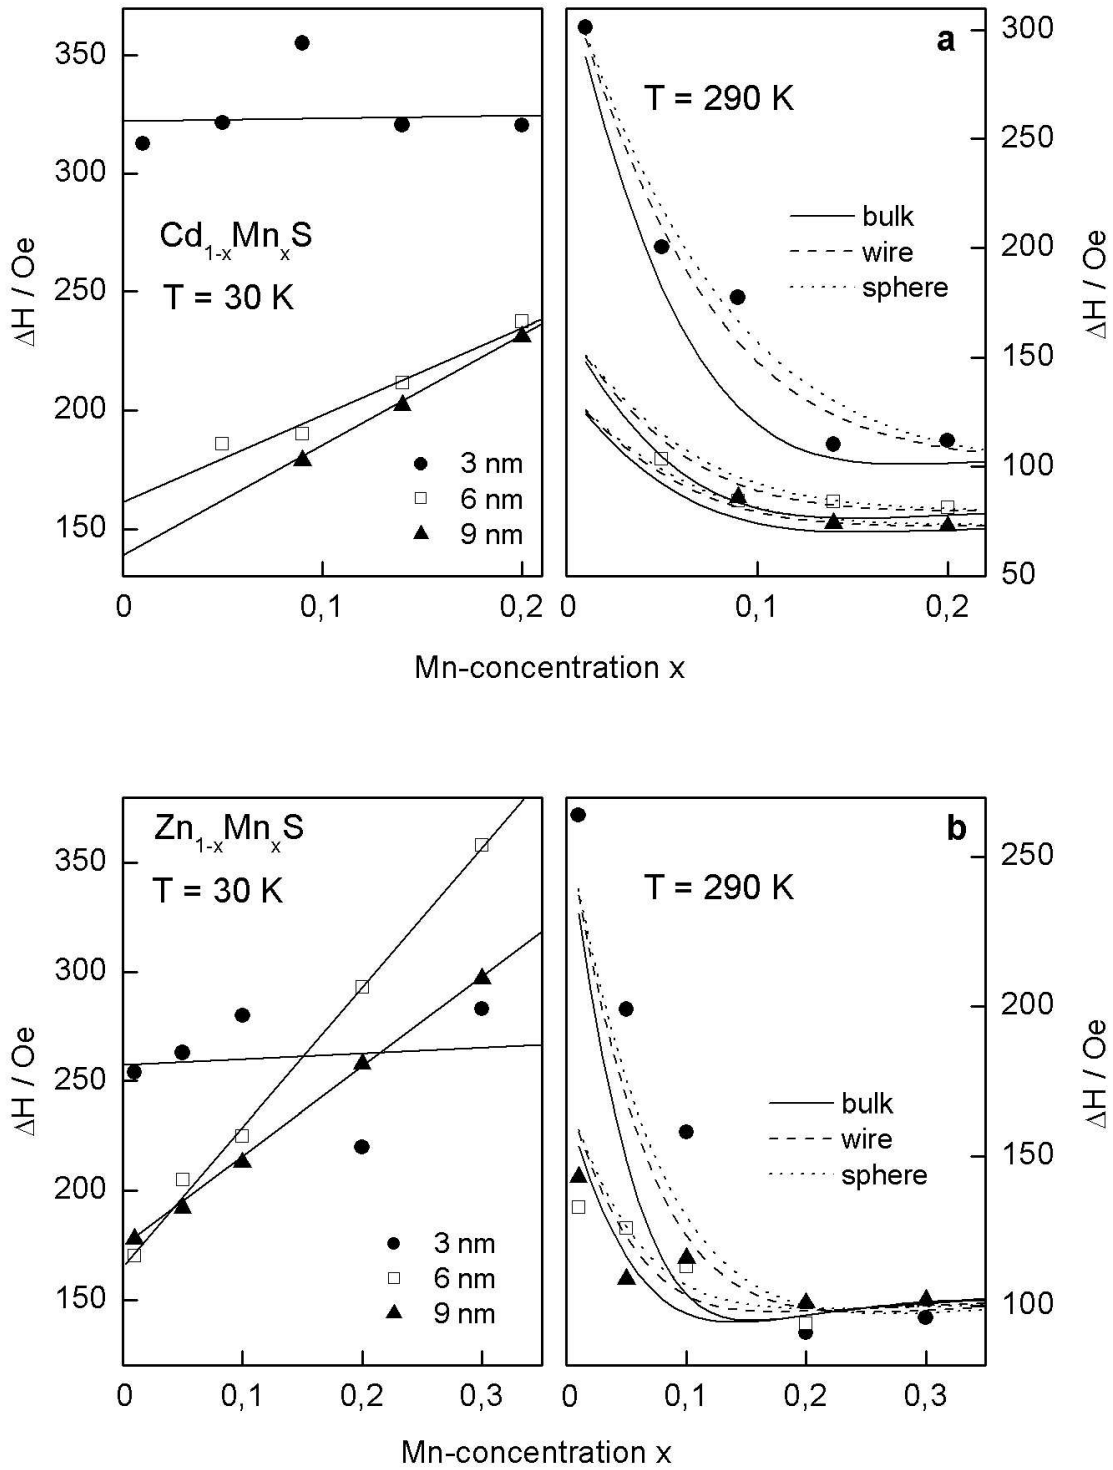 a
350
300
250
200
150
ΔH / Oe
Cd1-xMnxS
T = 30 K
3 nm
6 nm
9 nm
0
0,1
0,2
T = 290 K
bulk
wire
sphere
300
250
200
150
100
50
ΔH / Oe
0
0,1
0,2
Mn-concentration x
b
350
300
250
200
150
ΔH / Oe
Zn1-xMnxS
T = 30 K
3 nm
6 nm
9 nm
0
0,1
0,2
0,3
T = 290 K
bulk
wire
sphere
250
200
150
100
ΔH / Oe
0
0,1
0,2
0,3
Mn-concentration x